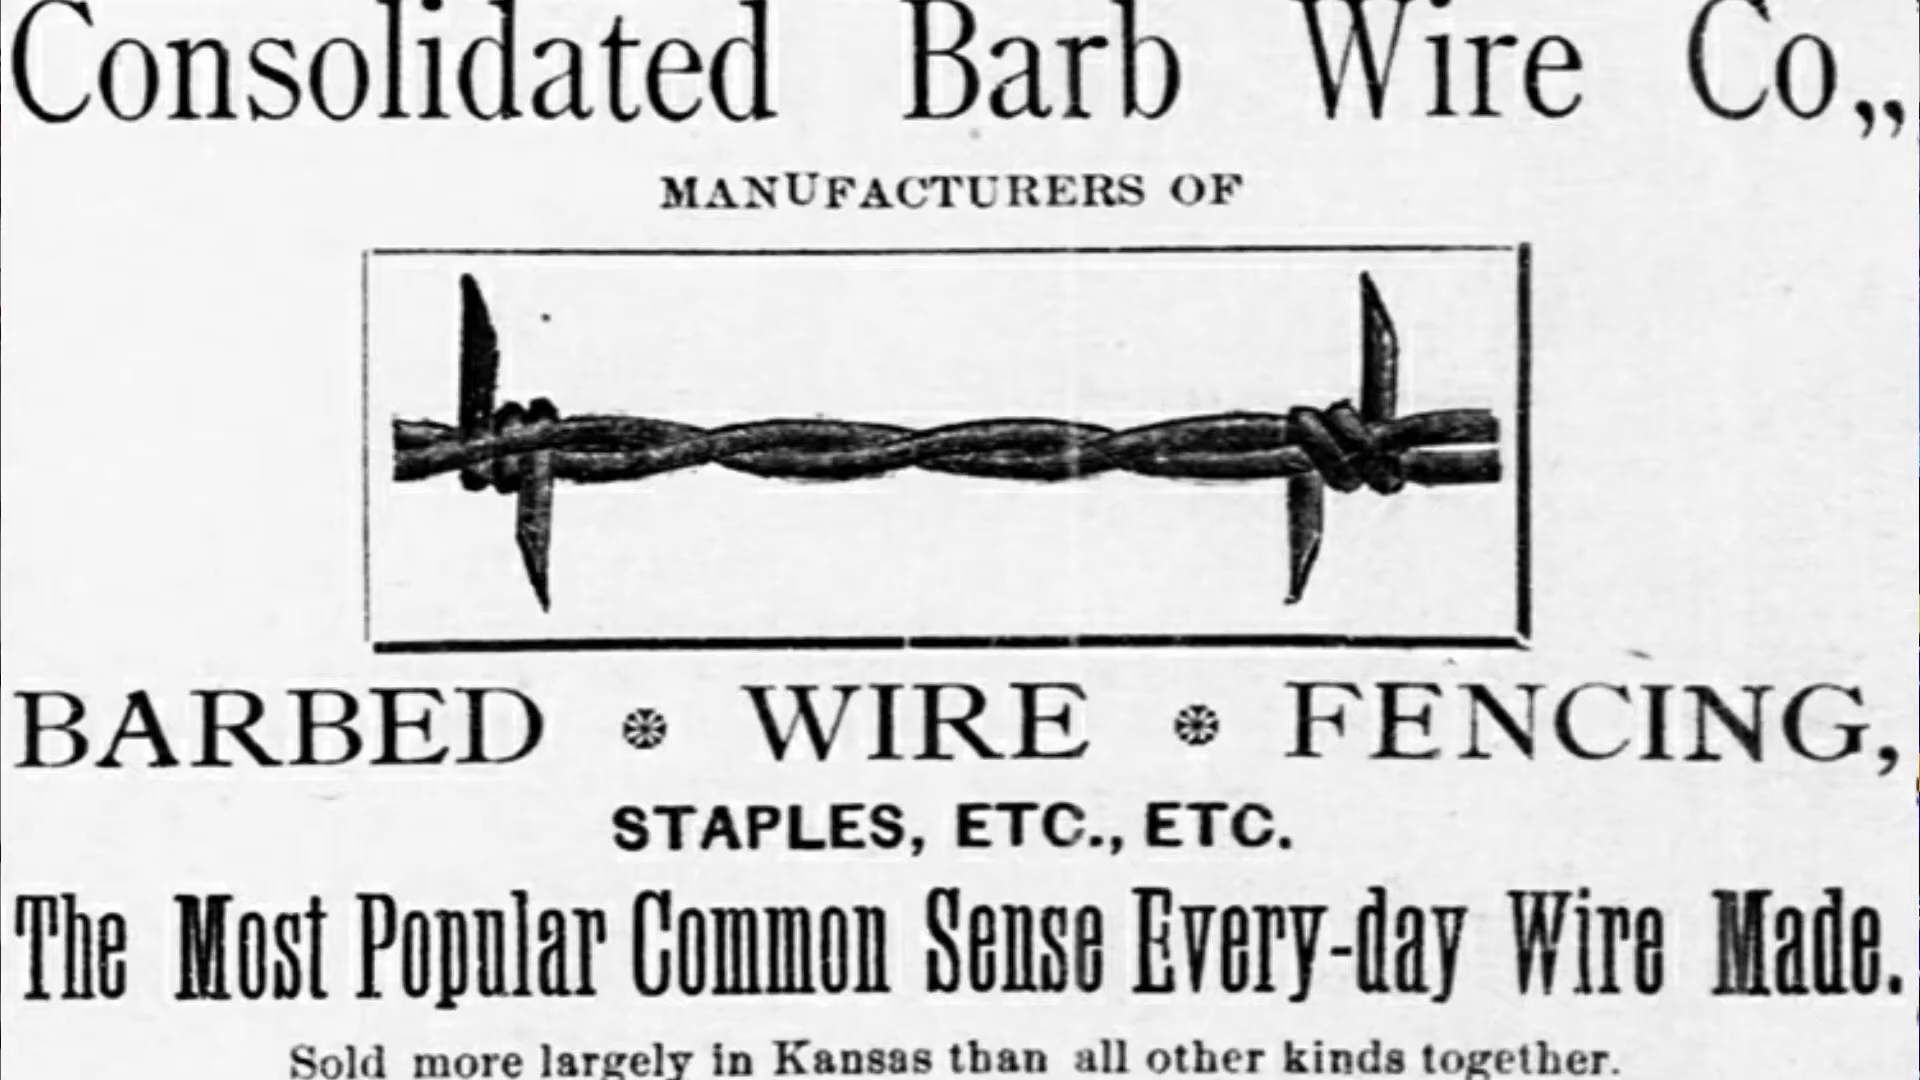 Consolidated Barb Wire Co.,
MANUFACTURERS OF
BARBED WIRE FENCING,
STAPLES, ETC., ETC.
The Most Popular Common Sense Every-day Wire Made.
Sold more largely in Kansas than all other kinds together.